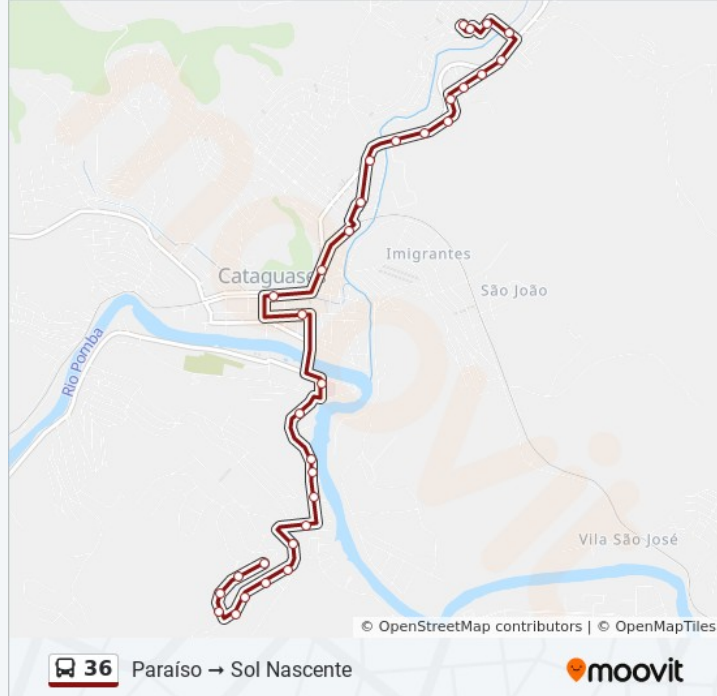 Imigrantes
Cataguases
São João
Rio Pomba
Vila São José
© OpenStreetMap contributors | © OpenMapTiles
36 Paraíso → Sol Nascente
moovit